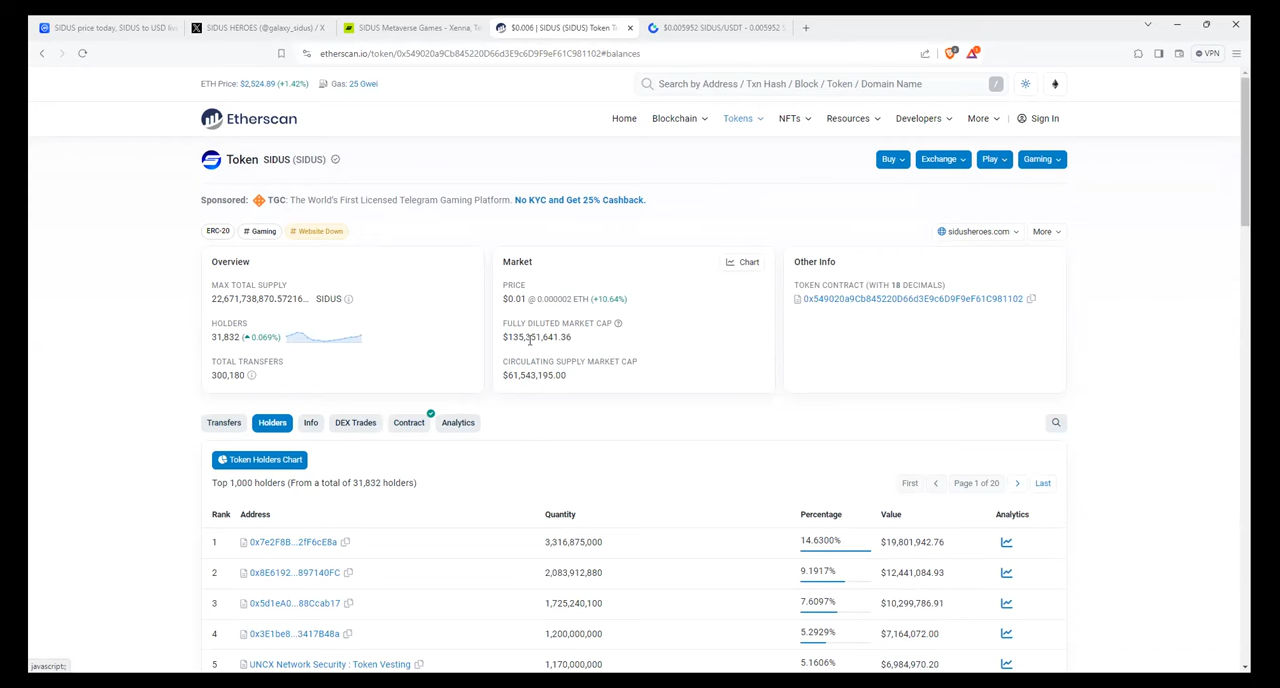 SIDUS price today, SIDUS to USD live
SIDUS HEROES (@galaxy_sidus) / X
SIDUS Metaverse Games - Xenna, Te
$0.006 | SIDUS (SIDUS) Token T
$0.005952 SIDUS/USDT - 0.005952
etherscan.io/token/0x549020a9Cb845220D66d3E9c6D9F9eF61C981102#balances
VPN
ETH Price: $2,524.89 (+1.42%) Gas: 25 Gwei
Search by Address / Txn Hash / Block / Token / Domain Name
/
Etherscan
Home Blockchain Tokens NFTs Resources Developers More Sign In
Token SIDUS (SIDUS)
Buy Exchange Play Gaming
Sponsored: TGC: The World's First Licensed Telegram Gaming Platform. No KYC and Get 25% Cashback.
ERC-20 # Gaming # Website Down
sidusheroes.com More
Overview
MAX TOTAL SUPPLY
22,671,738,870.57216... SIDUS
HOLDERS
31,832 (0.069%)
TOTAL TRANSFERS
300,180
Market
Chart
PRICE
$0.01 @ 0.000002 ETH (+10.64%)
FULLY DILUTED MARKET CAP
$135,351,641.36
CIRCULATING SUPPLY MARKET CAP
$61,543,195.00
Other Info
TOKEN CONTRACT (WITH 18 DECIMALS)
0x549020a9Cb845220D66d3E9c6D9F9eF61C981102
Transfers Holders Info DEX Trades Contract Analytics
Token Holders Chart
Top 1,000 holders (From a total of 31,832 holders)
First Page 1 of 20 Last
Rank Address Quantity Percentage Value Analytics
1 0x7e2F8B...2fF6cE8a 3,316,875,000 14.6300% $19,801,942.76
2 0x8E6192...897140FC 2,083,912,880 9.1917% $12,441,084.93
3 0x5d1eA0...88Ccab17 1,725,240,100 7.6097% $10,299,786.91
4 0x3E1be8...3417B48a 1,200,000,000 5.2929% $7,164,072.00
5 UNCX Network Security : Token Vesting 1,170,000,000 5.1606% $6,984,970.20
javascript:;